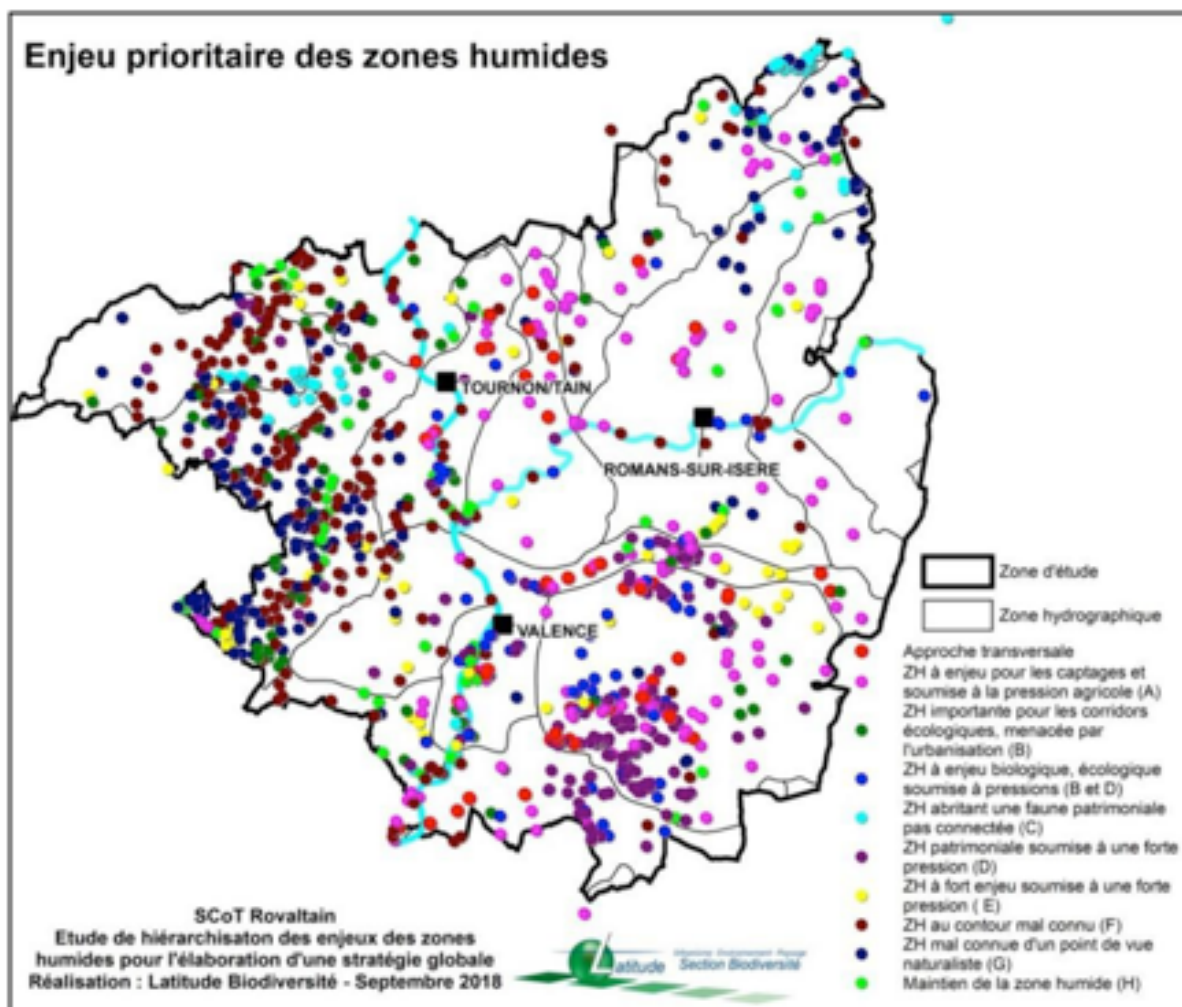 Enjeu prioritaire des zones humides
TOURNON/TAIN
ROMANS-SUR-ISERE
VALENCE
Zone d'étude
Zone hydrographique
Approche transversale
ZH à enjeu pour les captages et
soumise à la pression agricole (A)
ZH importante pour les corridors
écologiques, menacée par
l'urbanisation (B)
ZH à enjeu biologique, écologique
soumise à pressions (B et D)
ZH abritant une faune patrimoniale
pas connectée (C)
ZH patrimoniale soumise à une forte
pression (D)
ZH à fort enjeu soumise à une forte
pression ( E)
ZH au contour mal connu (F)
ZH mal connue d'un point de vue
naturaliste (G)
Maintien de la zone humide (H)
SCoT Rovaltain
Etude de hiérarchisaton des enjeux des zones
humides pour l'élaboration d'une stratégie globale
Réalisation : Latitude Biodiversité - Septembre 2018
Latitude
Urbanisme Environnement Paysage
Section Biodiversité